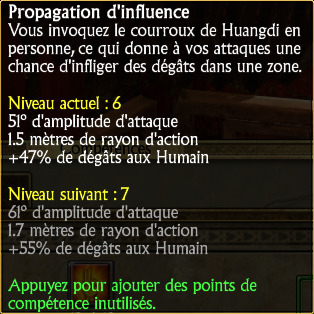 Propagation d'influence
Vous invoquez le courroux de Huangdi en
personne, ce qui donne à vos attaques une
chance d'infliger des dégâts dans une zone.
Niveau actuel : 6
51º d'amplitude d'attaque
1.5 mètres de rayon d'action
+47% de dégâts aux Humain
Niveau suivant : 7
61º d'amplitude d'attaque
1.7 mètres de rayon d'action
+55% de dégâts aux Humain
Appuyez pour ajouter des points de
compétence inutilisés.